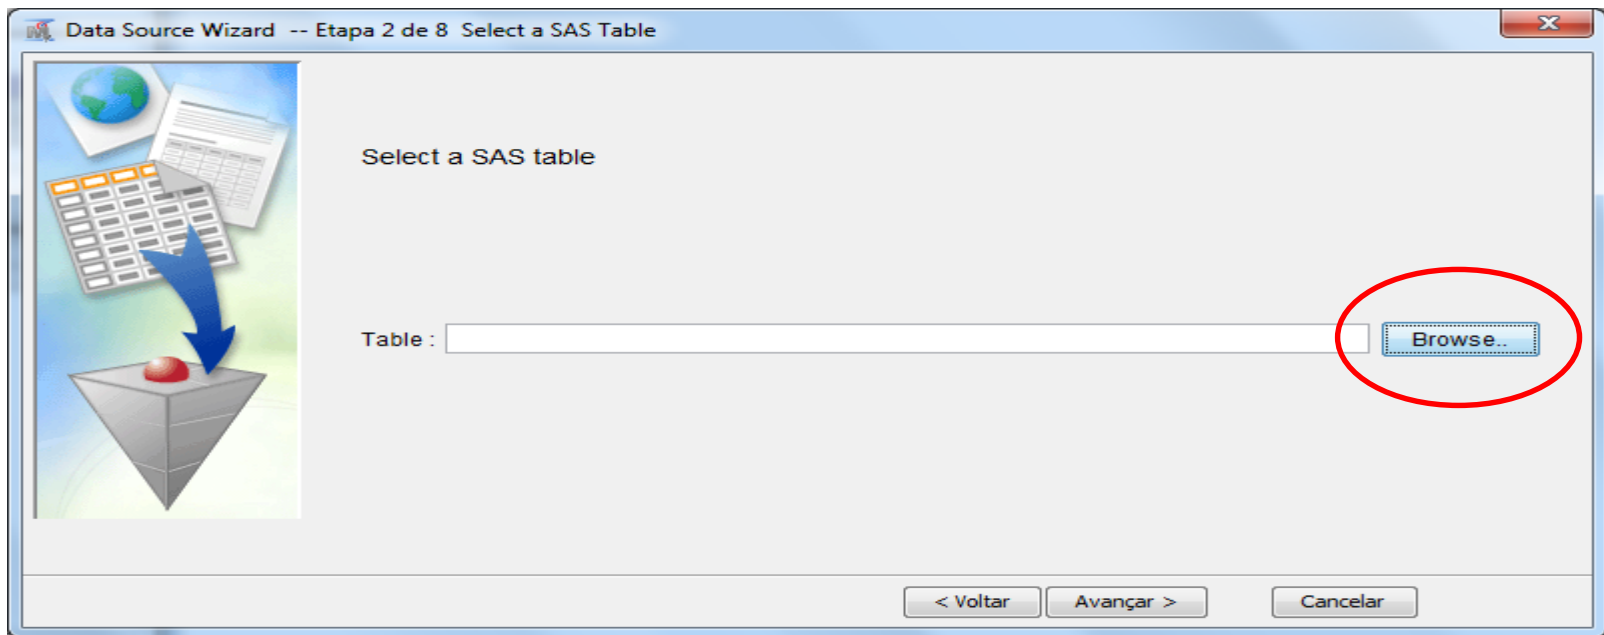 Data Source Wizard -- Etapa 2 de 8 Select a SAS Table
Select a SAS table
Table :
Browse..
< Voltar
Avançar >
Cancelar